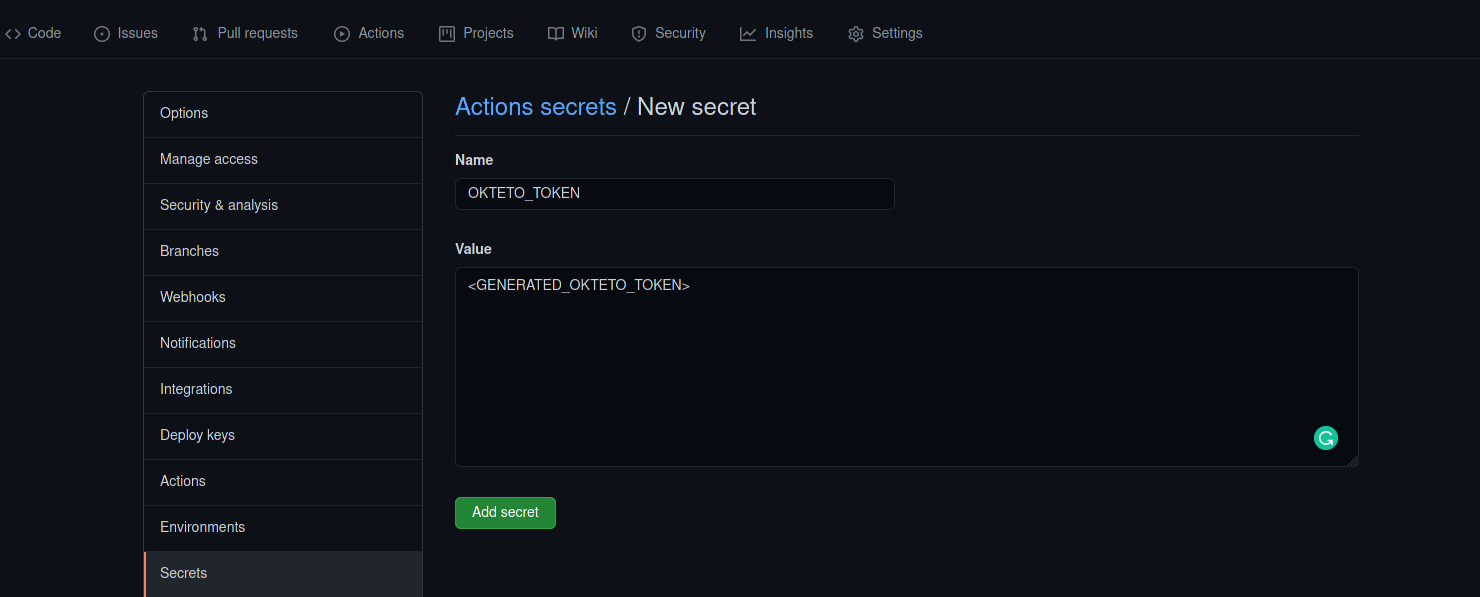 Code Issues Pull requests Actions Projects Wiki Security Insights Settings
Options
Manage access
Security & analysis
Branches
Webhooks
Notifications
Integrations
Deploy keys
Actions
Environments
Secrets
Actions secrets / New secret
Name
OKTETO_TOKEN
Value
<GENERATED_OKTETO_TOKEN>
Add secret